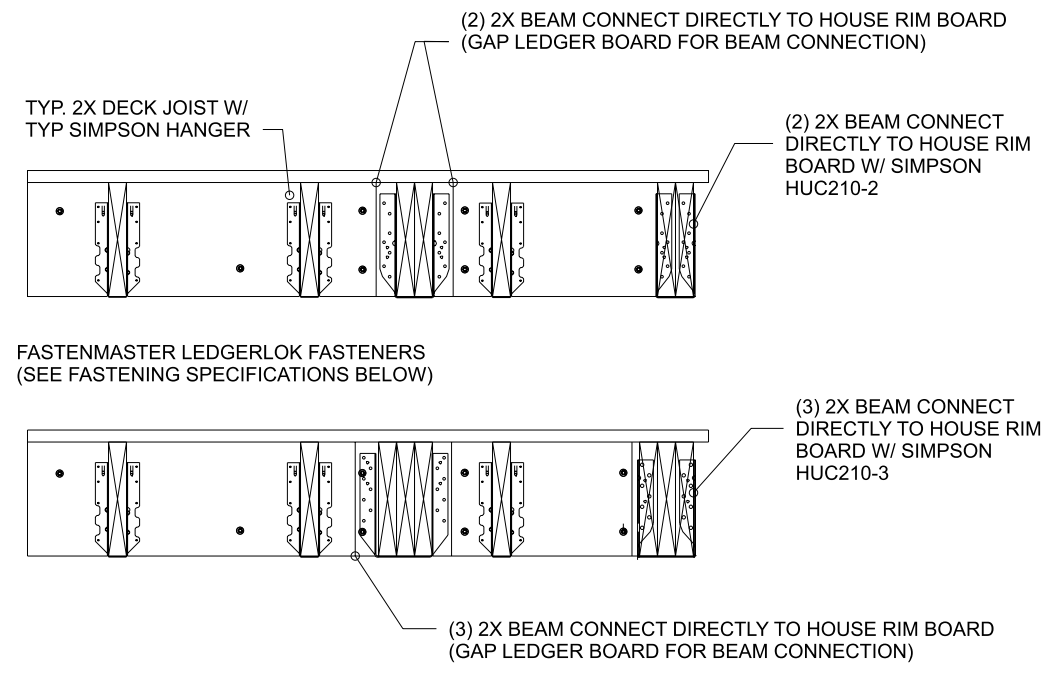 (2) 2X BEAM CONNECT DIRECTLY TO HOUSE RIM BOARD
(GAP LEDGER BOARD FOR BEAM CONNECTION)
TYP. 2X DECK JOIST W/
TYP SIMPSON HANGER
(2) 2X BEAM CONNECT
DIRECTLY TO HOUSE RIM
BOARD W/ SIMPSON
HUC210-2
FASTENMASTER LEDGERLOK FASTENERS
(SEE FASTENING SPECIFICATIONS BELOW)
(3) 2X BEAM CONNECT
DIRECTLY TO HOUSE RIM
BOARD W/ SIMPSON
HUC210-3
(3) 2X BEAM CONNECT DIRECTLY TO HOUSE RIM BOARD
(GAP LEDGER BOARD FOR BEAM CONNECTION)